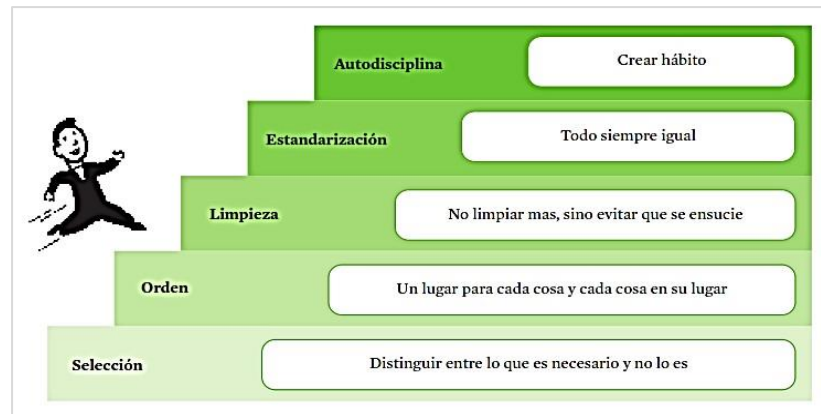 Autodisciplina
Crear hábito
Estandarización
Todo siempre igual
Limpieza
No limpiar mas, sino evitar que se ensucie
Orden
Un lugar para cada cosa y cada cosa en su lugar
Selección
Distinguir entre lo que es necesario y no lo es